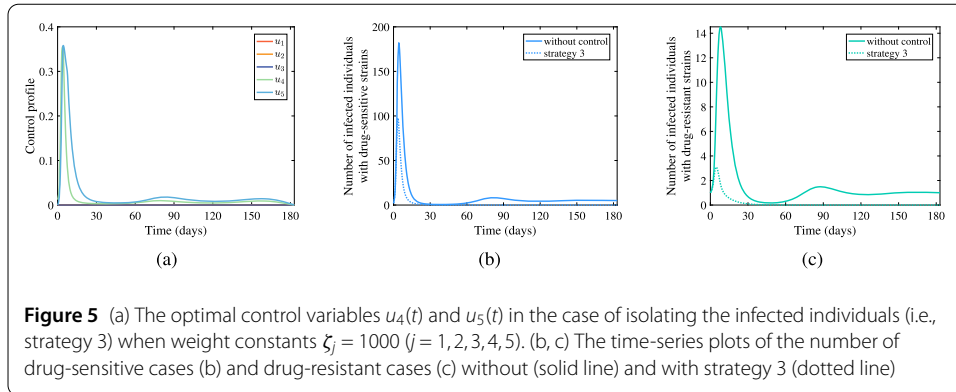 0.4
0.3
0.2
0.1
0
Control profile
u₁
u₂
u₃
u₄
u₅
0 30 60 90 120 150 180
Time (days)
(a)
200
150
100
50
0
Number of infected individuals
with drug-sensitive strains
without control
strategy 3
0 30 60 90 120 150 180
Time (days)
(b)
14
12
10
8
6
4
2
0
Number of infected individuals
with drug-resistant strains
without control
strategy 3
0 30 60 90 120 150 180
Time (days)
(c)
Figure 5 (a) The optimal control variables u₄(t) and u₅(t) in the case of isolating the infected individuals (i.e.,
strategy 3) when weight constants ζⱼ = 1000 (j = 1, 2, 3, 4, 5). (b, c) The time-series plots of the number of
drug-sensitive cases (b) and drug-resistant cases (c) without (solid line) and with strategy 3 (dotted line)